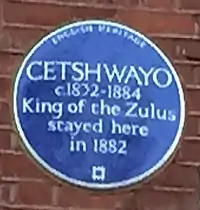 ENGLISH HERITAGE
CETSHWAYO
c.1832-1884
King of the Zulus
stayed here
in 1882